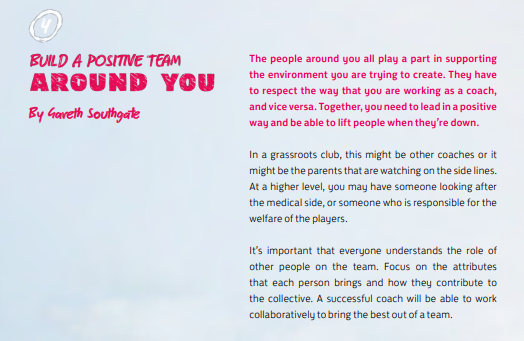 4
BUILD A POSITIVE TEAM
AROUND YOU
By Gareth Southgate
The people around you all play a part in supporting
the environment you are trying to create. They have
to respect the way that you are working as a coach,
and vice versa. Together, you need to lead in a positive
way and be able to lift people when they're down.
In a grassroots club, this might be other coaches or it
might be the parents that are watching on the side lines.
At a higher level, you may have someone looking after
the medical side, or someone who is responsible for the
welfare of the players.
It's important that everyone understands the role of
other people on the team. Focus on the attributes
that each person brings and how they contribute to
the collective. A successful coach will be able to work
collaboratively to bring the best out of a team.